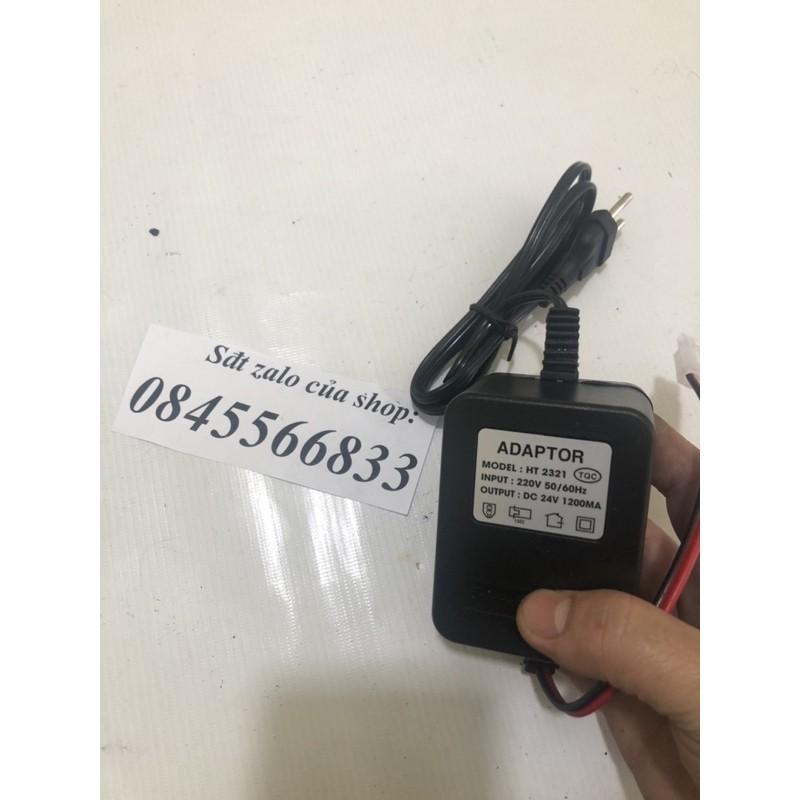 Sđt zalo của shop:
0845566833
ADAPTOR
MODEL : HT 2321 TQC
INPUT : 220V 50/60Hz
OUTPUT : DC 24V 1200MA